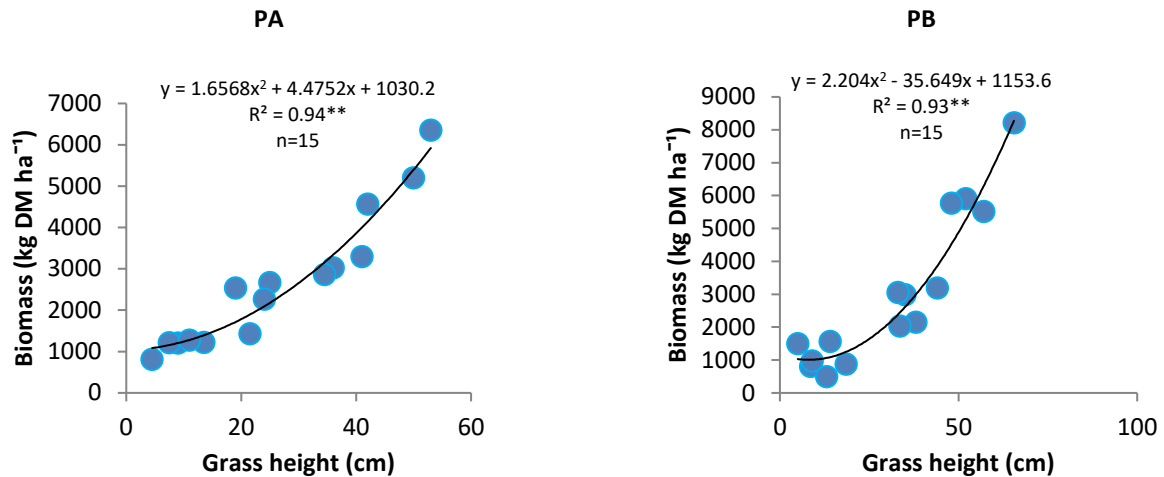 PA
y = 1.6568x² + 4.4752x + 1030.2
R² = 0.94**
n=15
Biomass (kg DM ha⁻¹)
7000
6000
5000
4000
3000
2000
1000
0
0 20 40 60
Grass height (cm)
PB
y = 2.204x² - 35.649x + 1153.6
R² = 0.93**
n=15
Biomass (kg DM ha⁻¹)
9000
8000
7000
6000
5000
4000
3000
2000
1000
0
0 50 100
Grass height (cm)